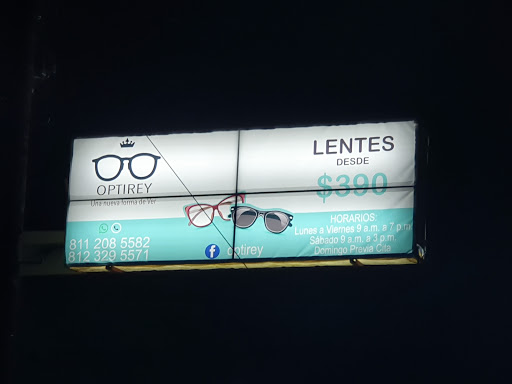 OPTIREY
Una nueva forma de Ver
811 208 5582
812 329 5571
optirey
LENTES
DESDE
$390
HORARIOS:
Lunes a Viernes 9 a.m. a 7 p.m.
Sábado 9 a.m. a 3 p.m.
Domingo Previa Cita